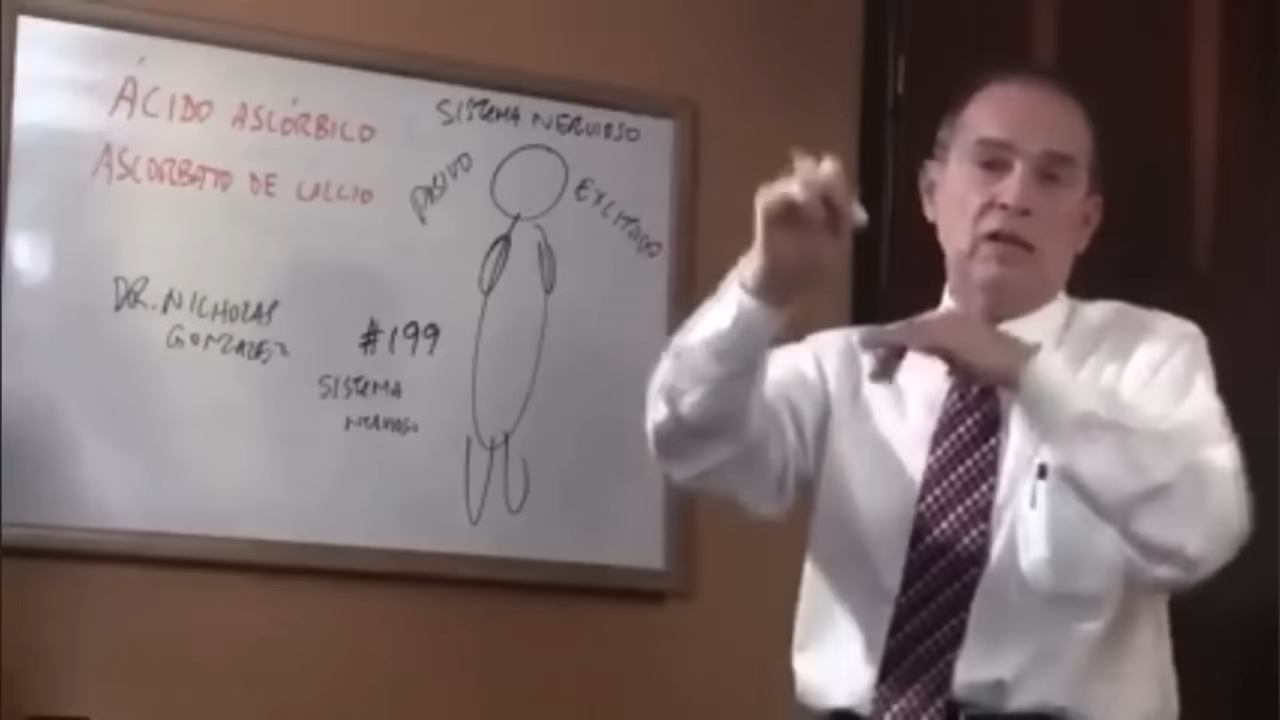 ÁCIDO ASCÓRBICO
ASCORBATO DE CALCIO
SISTEMA NERVIOSO
PASIVO
EXCITADO
DR. NICHOLAS
GONZALEZ
#199
SISTEMA
NERVIOSO